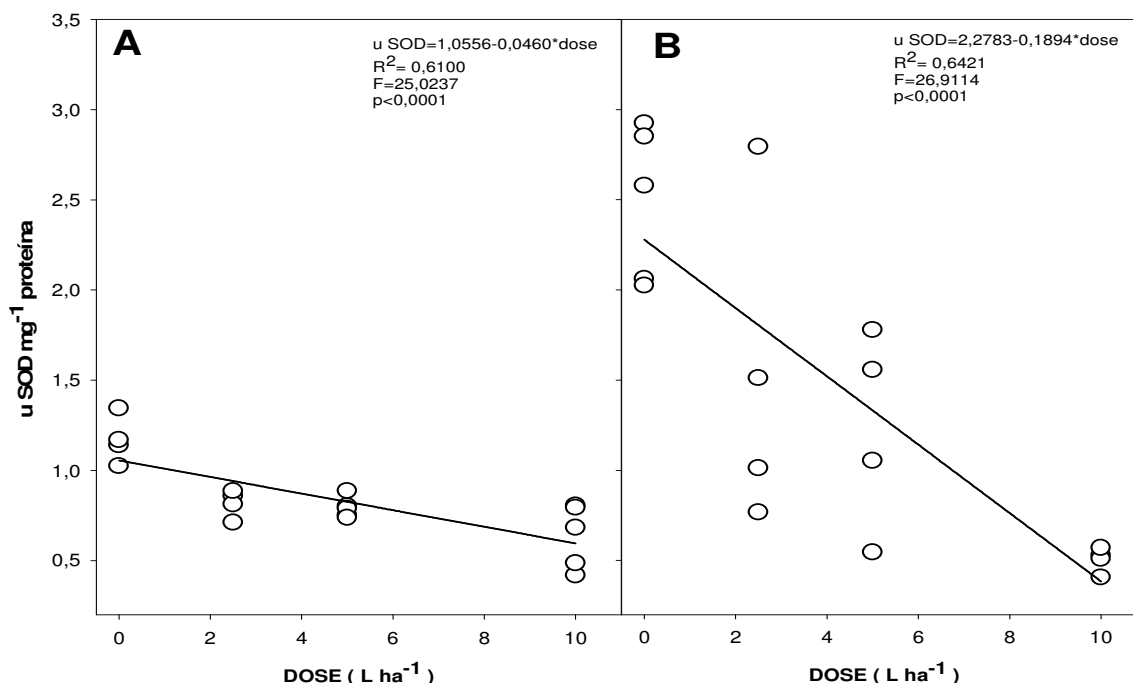 A
u SOD=1,0556-0,0460*dose
R²= 0,6100
F=25,0237
p<0,0001
B
u SOD=2,2783-0,1894*dose
R²= 0,6421
F=26,9114
p<0,0001
3,5
3,0
2,5
2,0
1,5
1,0
0,5
u SOD mg⁻¹ proteína
0 2 4 6 8 10
0 2 4 6 8 10
DOSE ( L ha⁻¹)
DOSE ( L ha⁻¹)